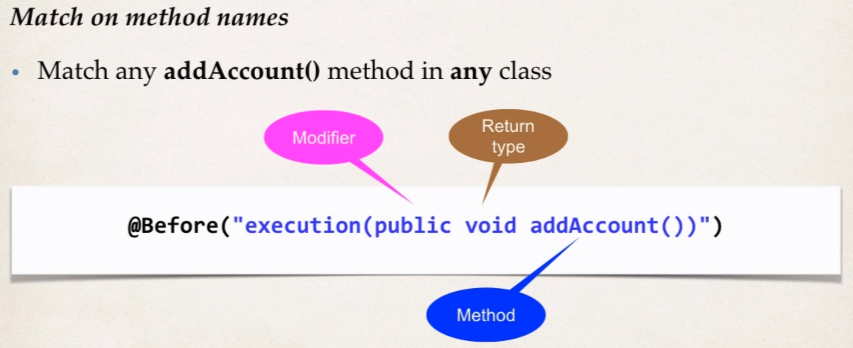 Match on method names
• Match any addAccount() method in any class
Modifier
Return
type
@Before("execution(public void addAccount())")
Method